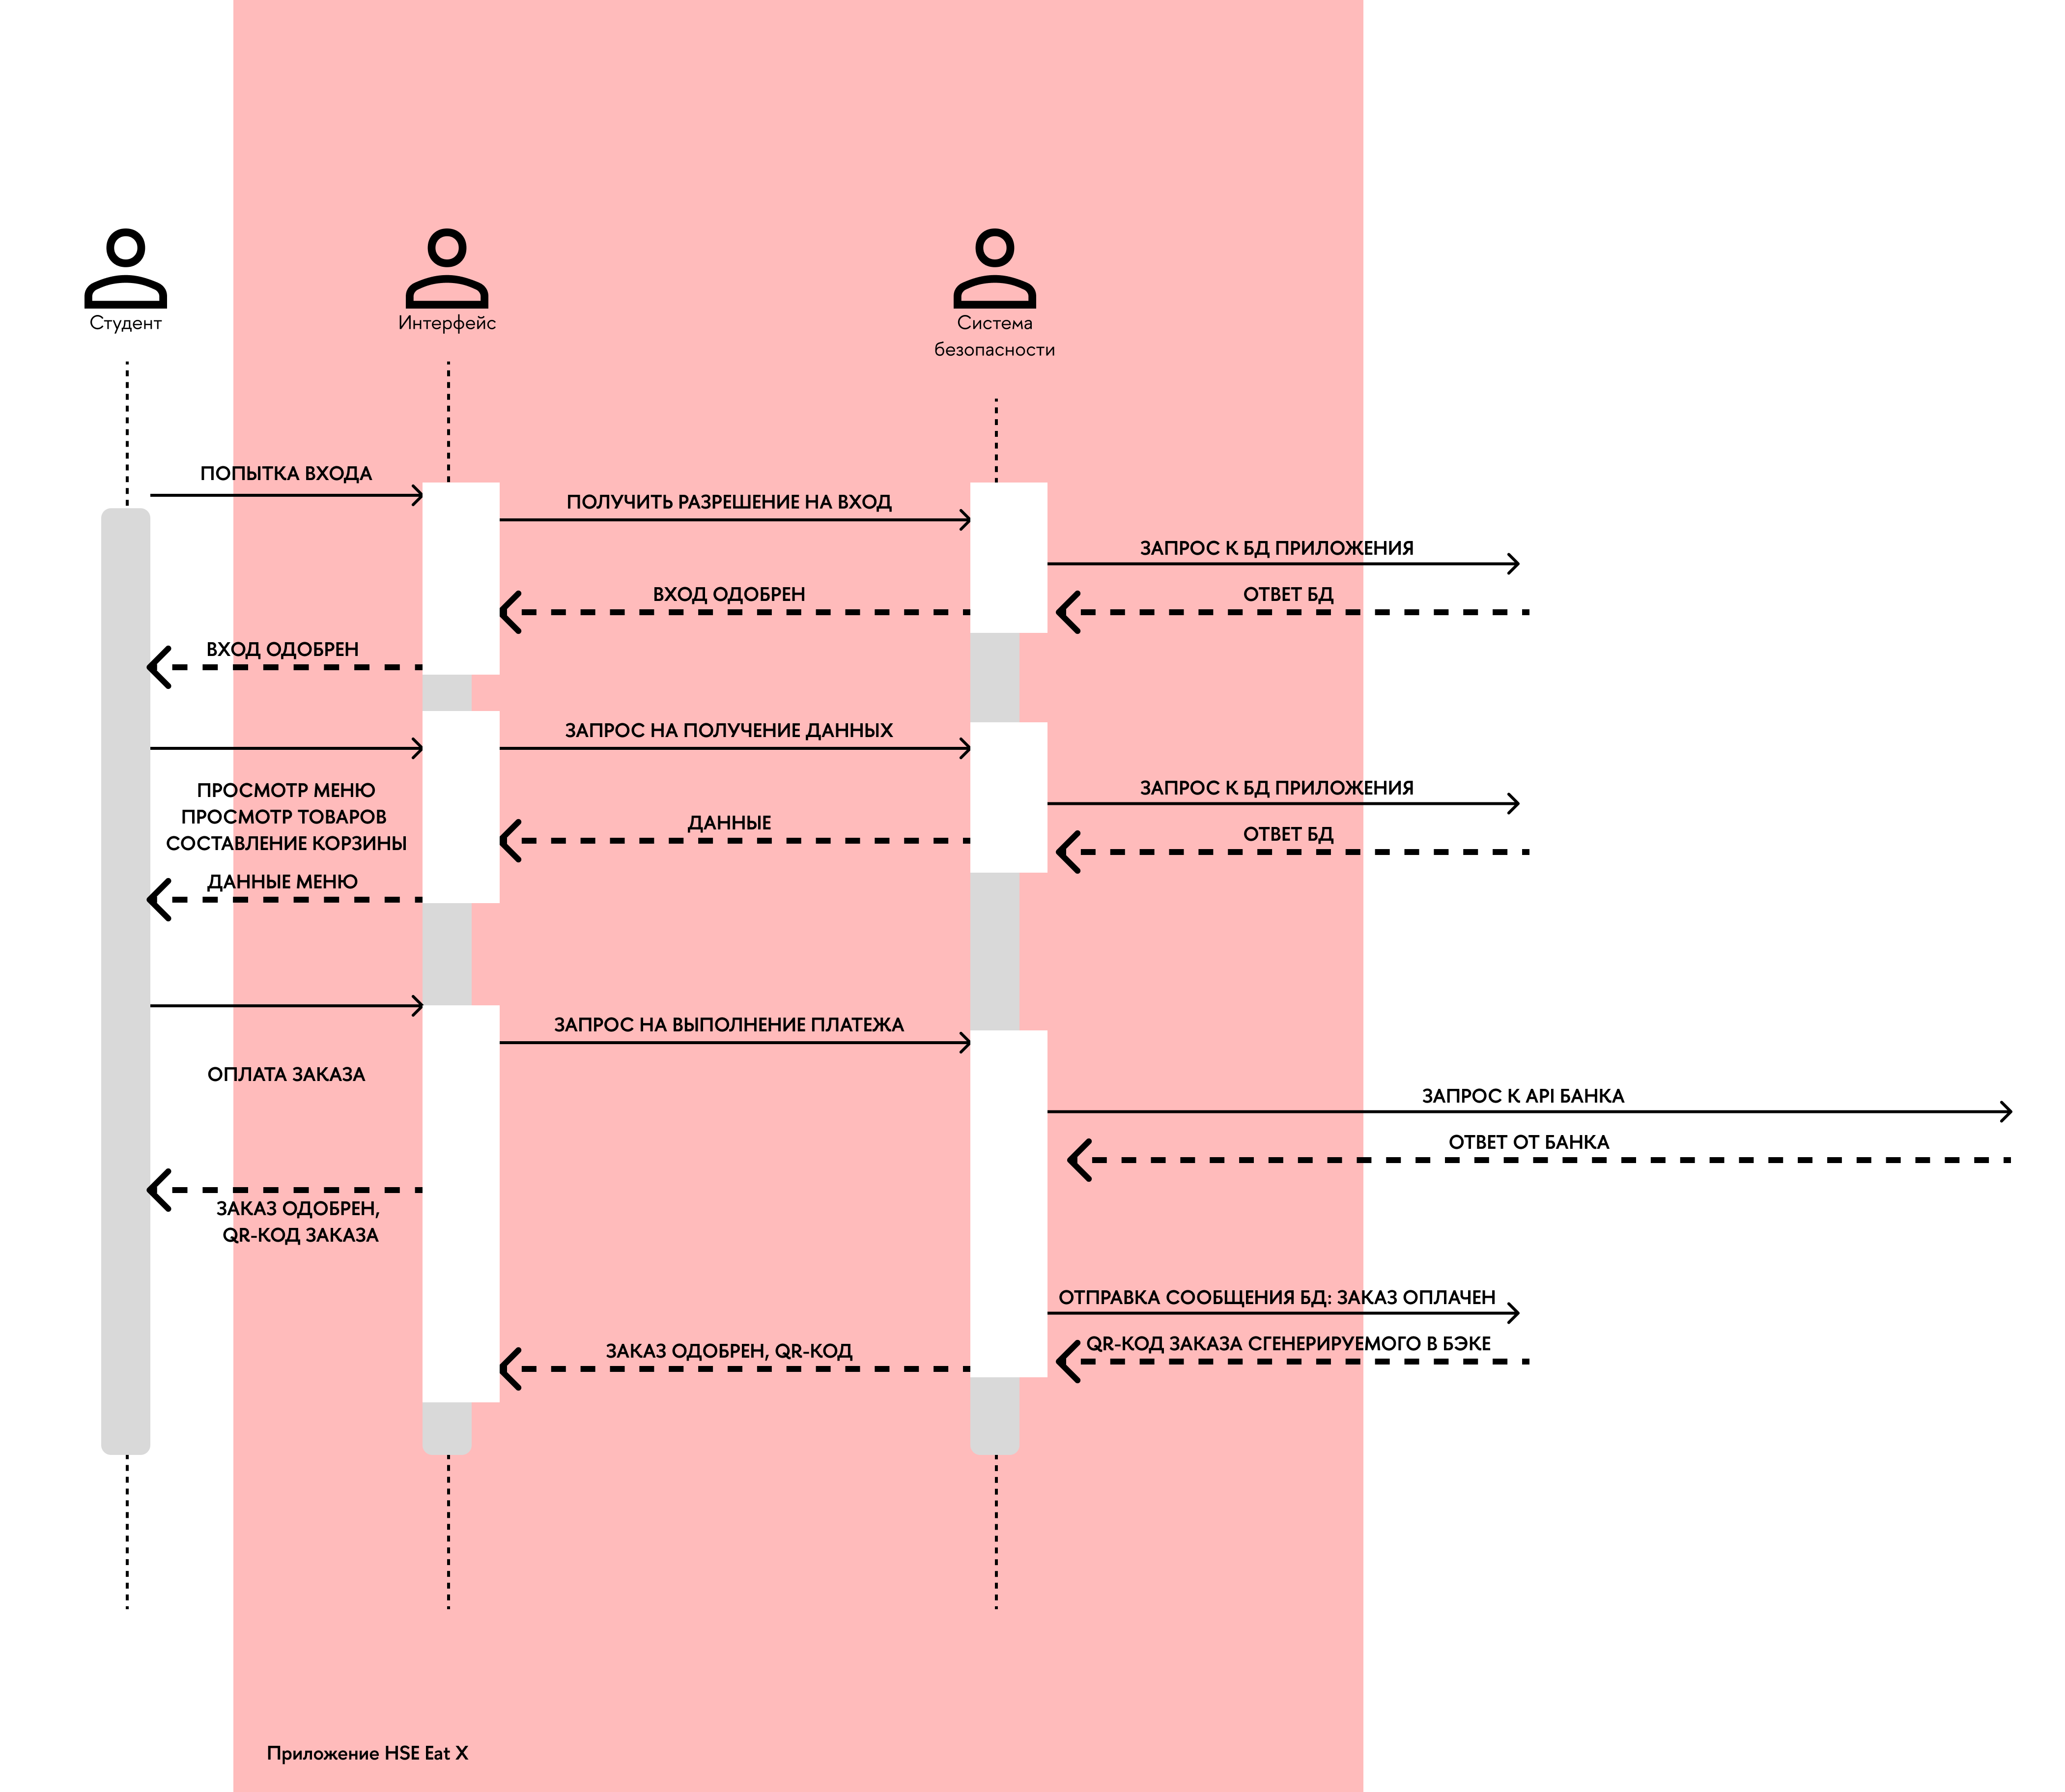 Студент
Интерфейс
Система
безопасности
ПОПЫТКА ВХОДА
ПОЛУЧИТЬ РАЗРЕШЕНИЕ НА ВХОД
ЗАПРОС К БД ПРИЛОЖЕНИЯ
ВХОД ОДОБРЕН
ОТВЕТ БД
ВХОД ОДОБРЕН
ЗАПРОС НА ПОЛУЧЕНИЕ ДАННЫХ
ПРОСМОТР МЕНЮ
ПРОСМОТР ТОВАРОВ
СОСТАВЛЕНИЕ КОРЗИНЫ
ЗАПРОС К БД ПРИЛОЖЕНИЯ
ДАННЫЕ
ОТВЕТ БД
ДАННЫЕ МЕНЮ
ЗАПРОС НА ВЫПОЛНЕНИЕ ПЛАТЕЖА
ОПЛАТА ЗАКАЗА
ЗАПРОС К API БАНКА
ОТВЕТ ОТ БАНКА
ЗАКАЗ ОДОБРЕН,
QR-КОД ЗАКАЗА
ОТПРАВКА СООБЩЕНИЯ БД: ЗАКАЗ ОПЛАЧЕН
QR-КОД ЗАКАЗА СГЕНЕРИРУЕМОГО В БЭКЕ
ЗАКАЗ ОДОБРЕН, QR-КОД
Приложение HSE Eat X